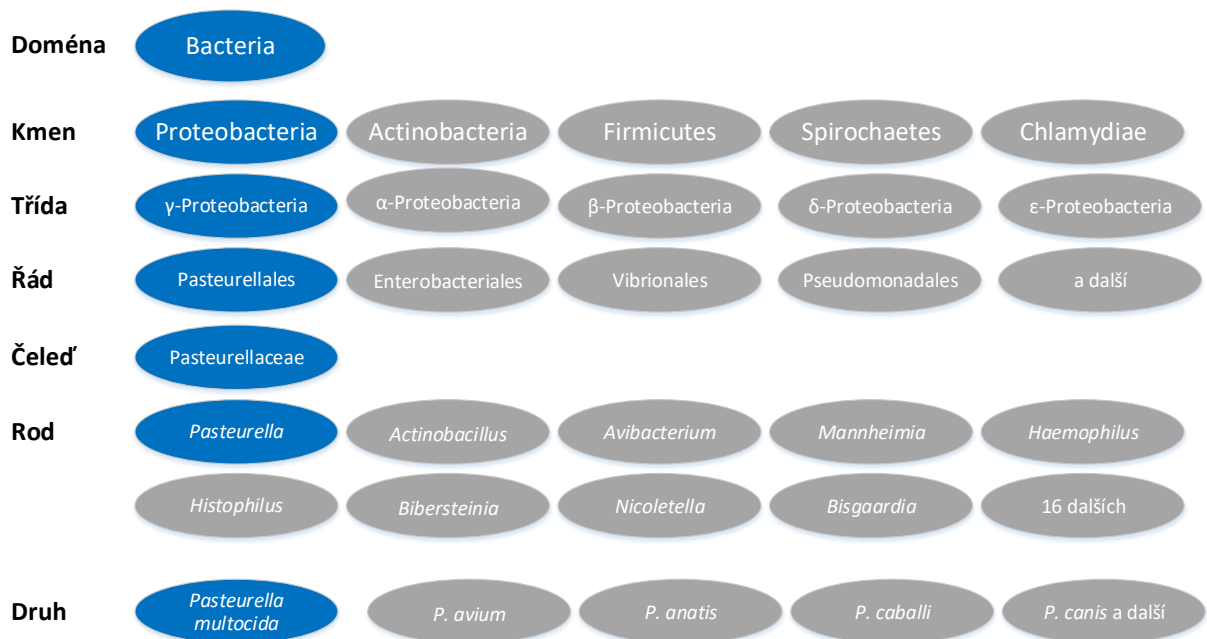 Doména Bacteria
Kmen Proteobacteria Actinobacteria Firmicutes Spirochaetes Chlamydiae
Třída γ-Proteobacteria α-Proteobacteria β-Proteobacteria δ-Proteobacteria ε-Proteobacteria
Řád Pasteurellales Enterobacteriales Vibrionales Pseudomonadales a další
Čeleď Pasteurellaceae
Rod Pasteurella Actinobacillus Avibacterium Mannheimia Haemophilus
Histophilus Bibersteinia Nicoletella Bisgaardia 16 dalších
Druh Pasteurella multocida P. avium P. anatis P. caballi P. canis a další